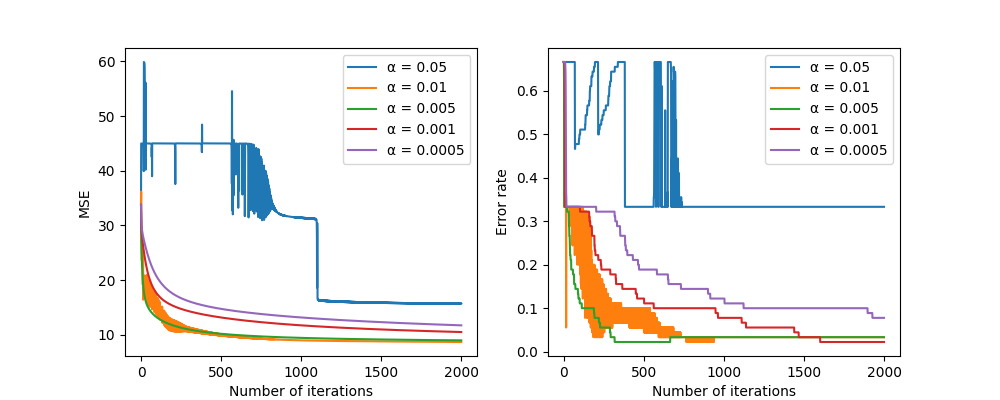 60
50
40
30
20
10
MSE
0
500
1000
1500
2000
Number of iterations
α = 0.05
α = 0.01
α = 0.005
α = 0.001
α = 0.0005
0.6
0.5
0.4
0.3
0.2
0.1
0.0
Error rate
0
500
1000
1500
2000
Number of iterations
α = 0.05
α = 0.01
α = 0.005
α = 0.001
α = 0.0005